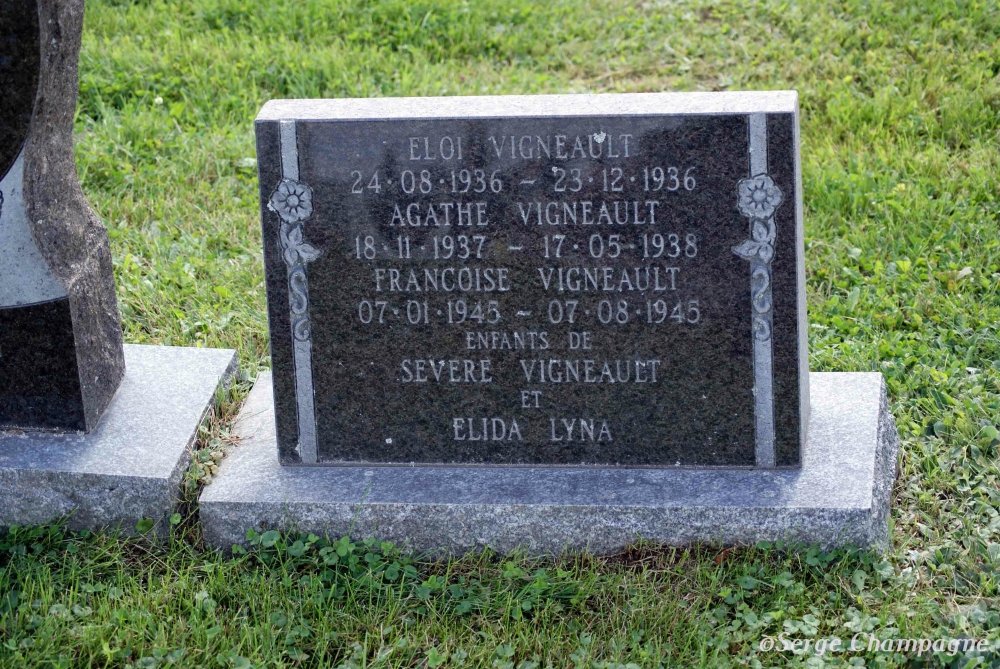 ELOI VIGNEAULT
24·08·1936 - 23·12·1936
AGATHE VIGNEAULT
18·11·1937 - 17·05·1938
FRANCOISE VIGNEAULT
07·01·1945 - 07·08·1945
ENFANTS DE
SEVERE VIGNEAULT
ET
ELIDA LYNA
©Serge Champagne